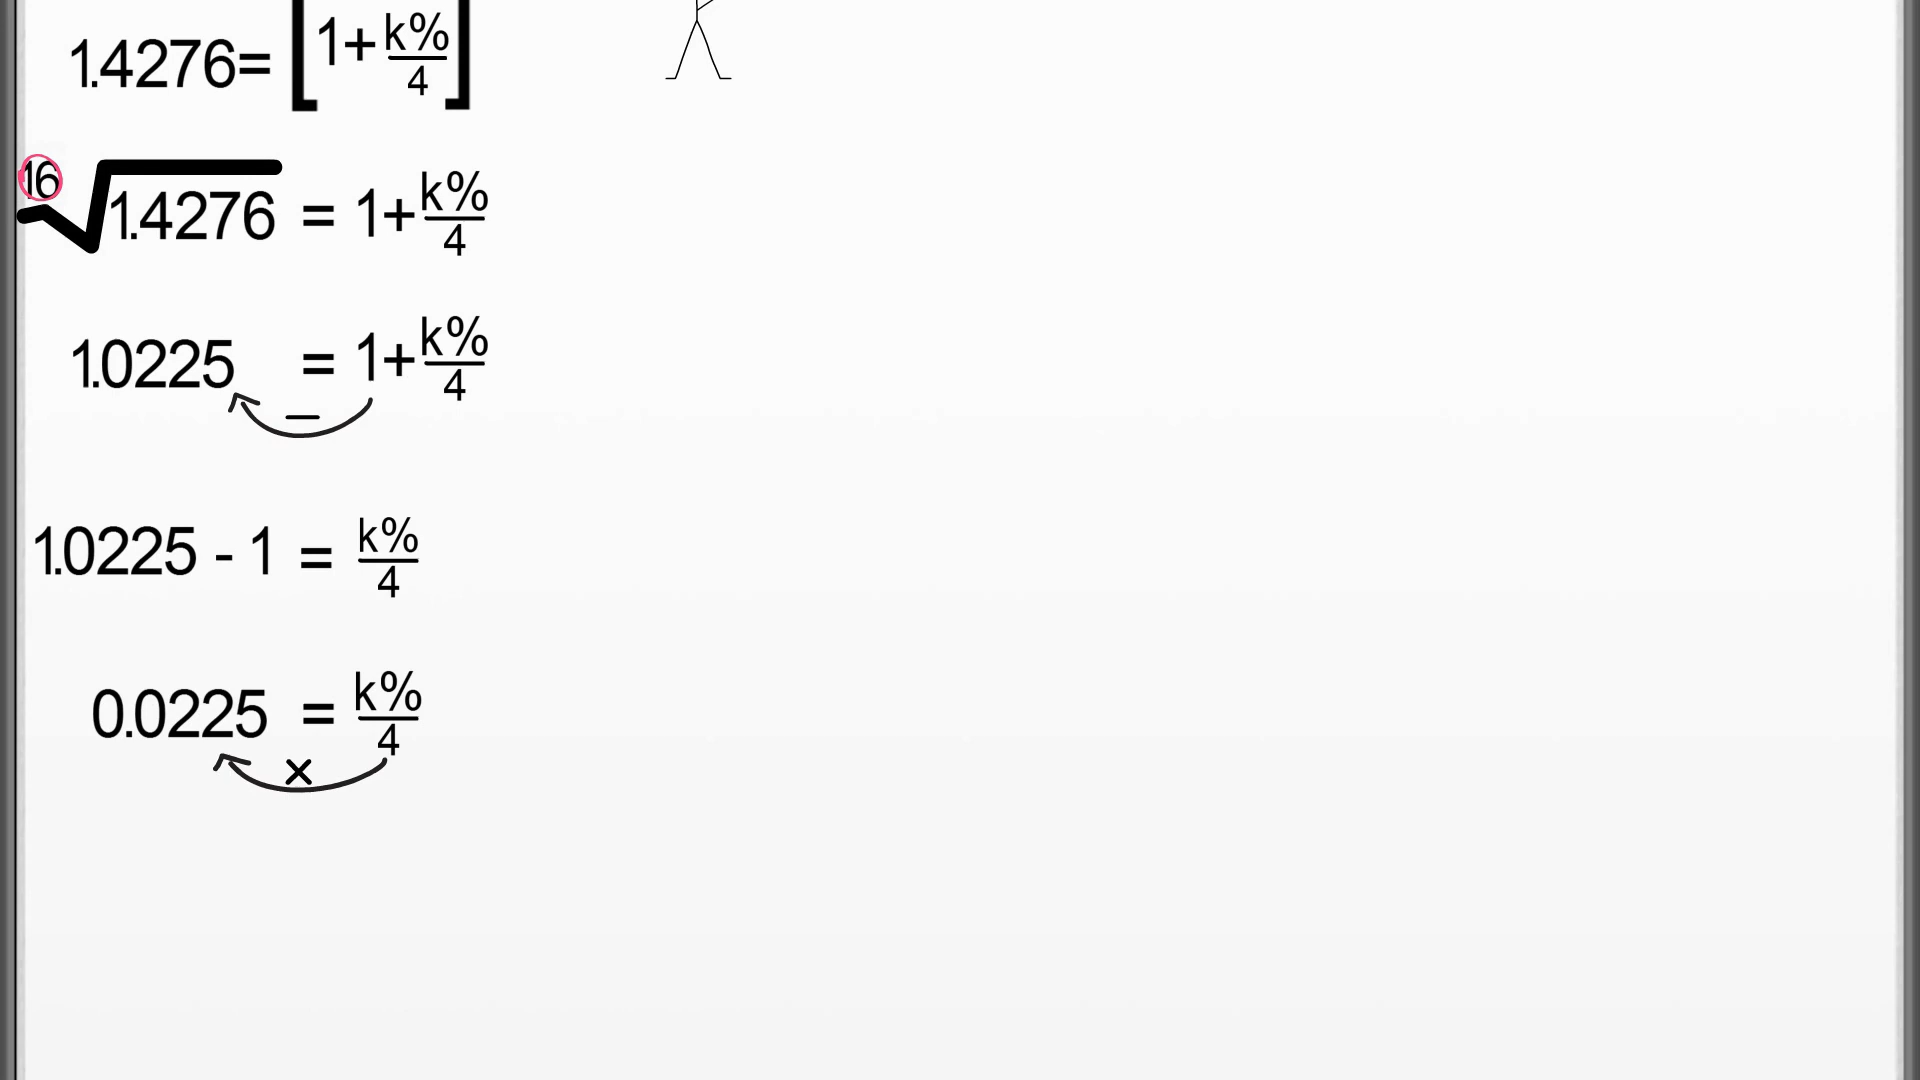 1.4276= [1+ k%/4]
16√1.4276 = 1+ k%/4
1.0225 = 1+ k%/4
−
1.0225 - 1 = k%/4
0.0225 = k%/4
×